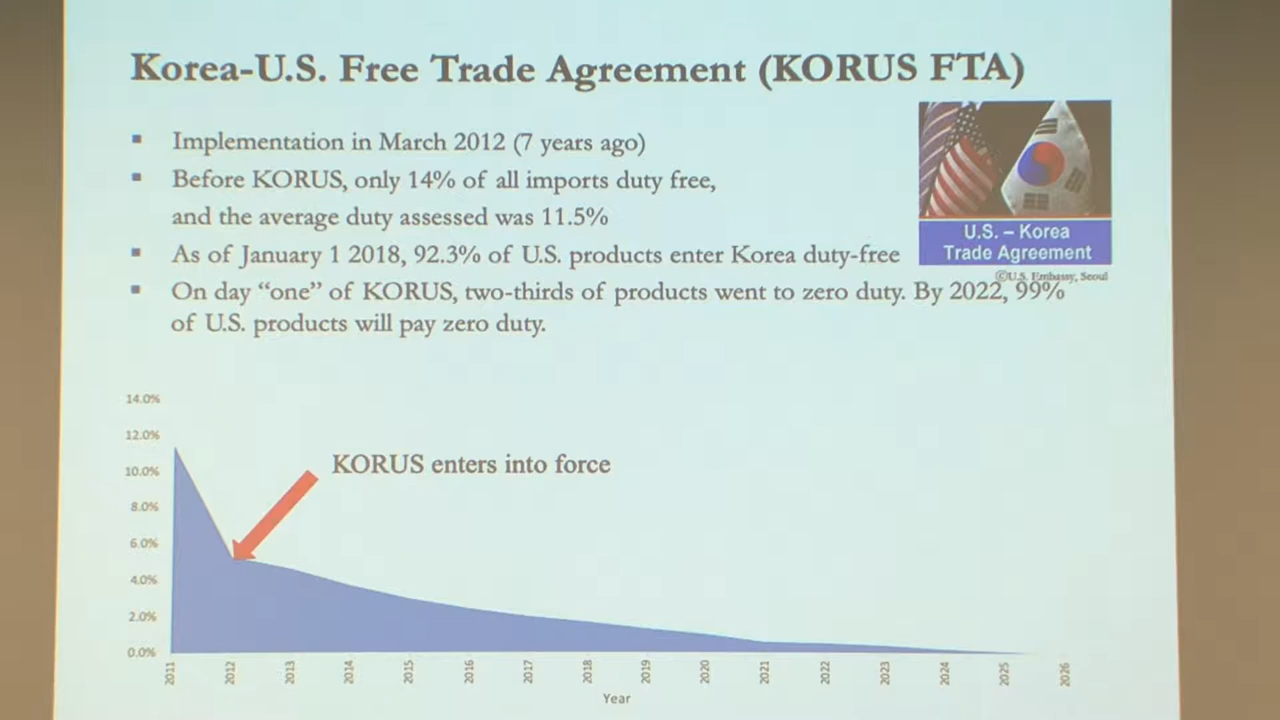 Korea-U.S. Free Trade Agreement (KORUS FTA)
▪ Implementation in March 2012 (7 years ago)
▪ Before KORUS, only 14% of all imports duty free,
and the average duty assessed was 11.5%
▪ As of January 1 2018, 92.3% of U.S. products enter Korea duty-free
▪ On day “one” of KORUS, two-thirds of products went to zero duty. By 2022, 99%
of U.S. products will pay zero duty.
U.S. – Korea
Trade Agreement
©U.S. Embassy, Seoul
14.0%
12.0%
10.0%
8.0%
6.0%
4.0%
2.0%
0.0%
KORUS enters into force
2011 2012 2013 2014 2015 2016 2017 2018 2019 2020 2021 2022 2023 2024 2025 2026
Year